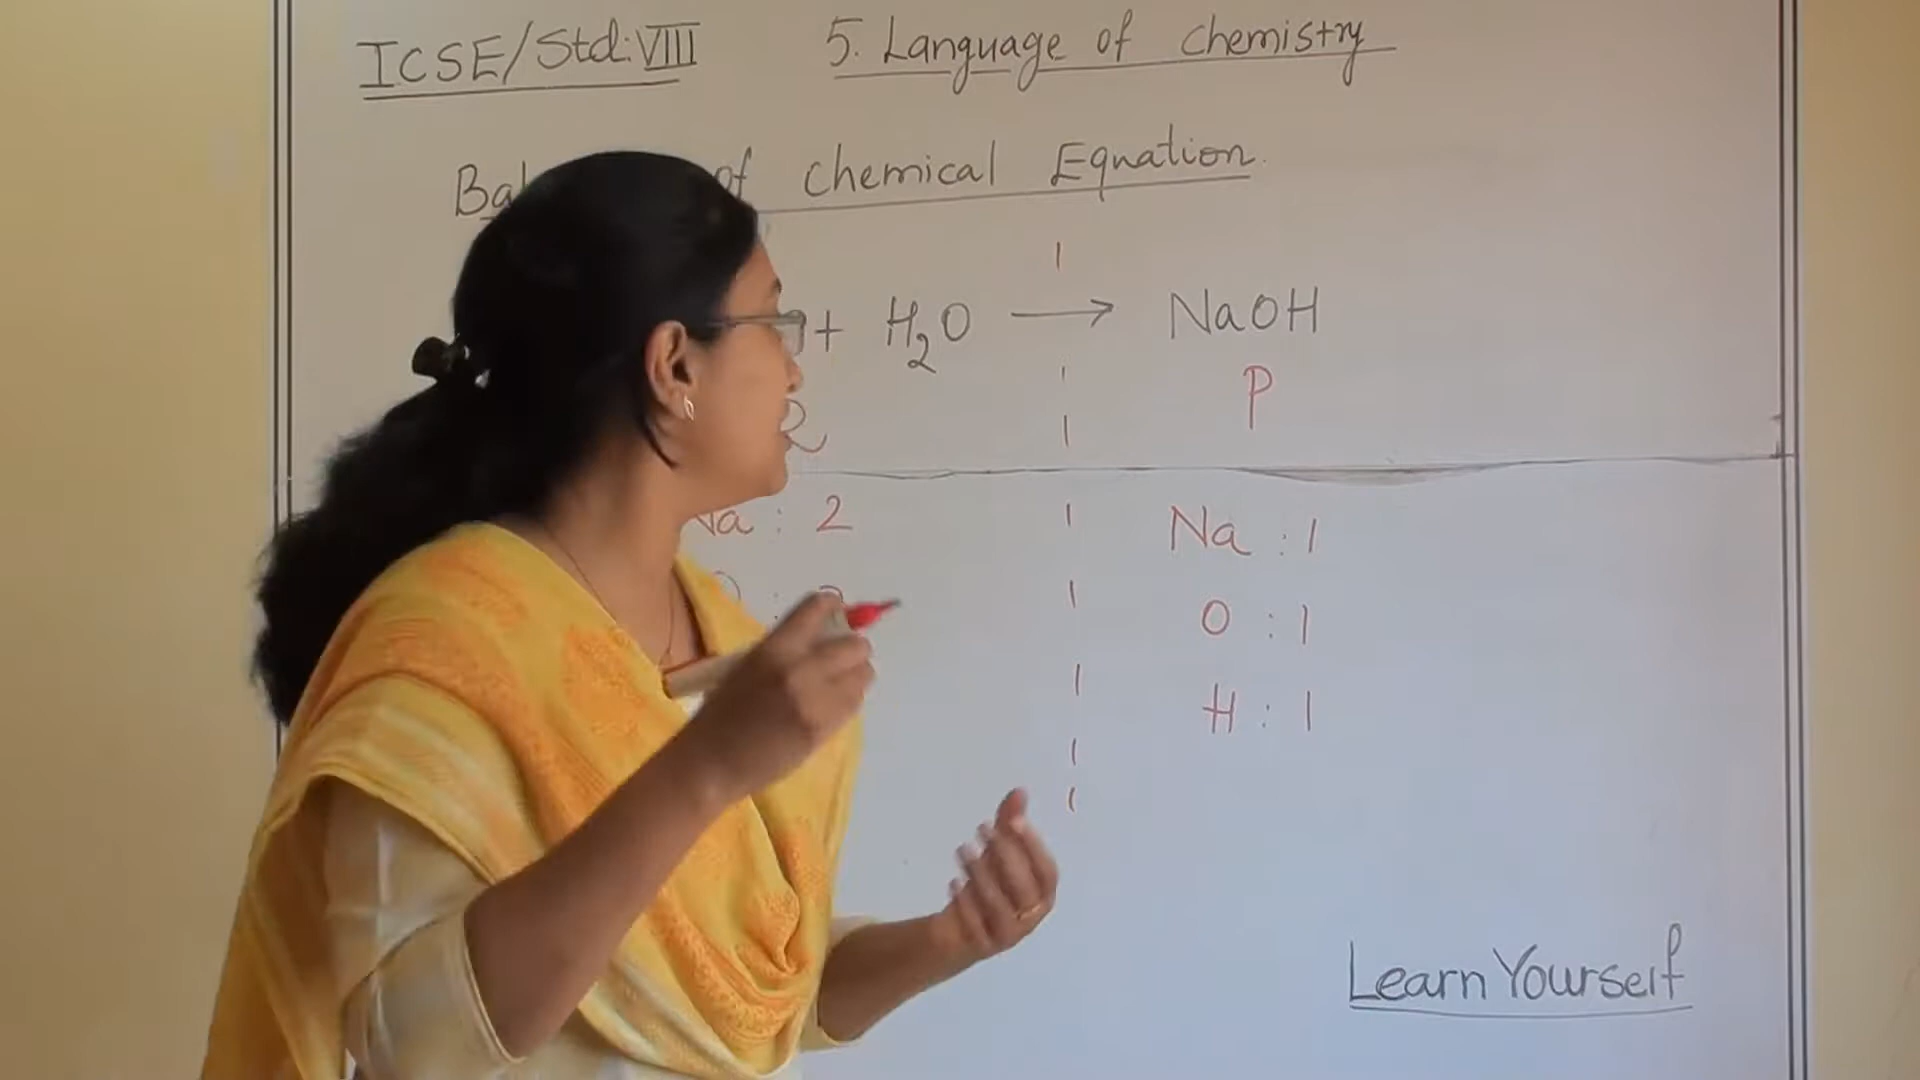 ICSE/Std:VIII 5. Language of chemistry
of chemical Equation
+ H2O → NaOH
P
Na : 2 Na : 1
O : 1
H : 1
Learn Yourself